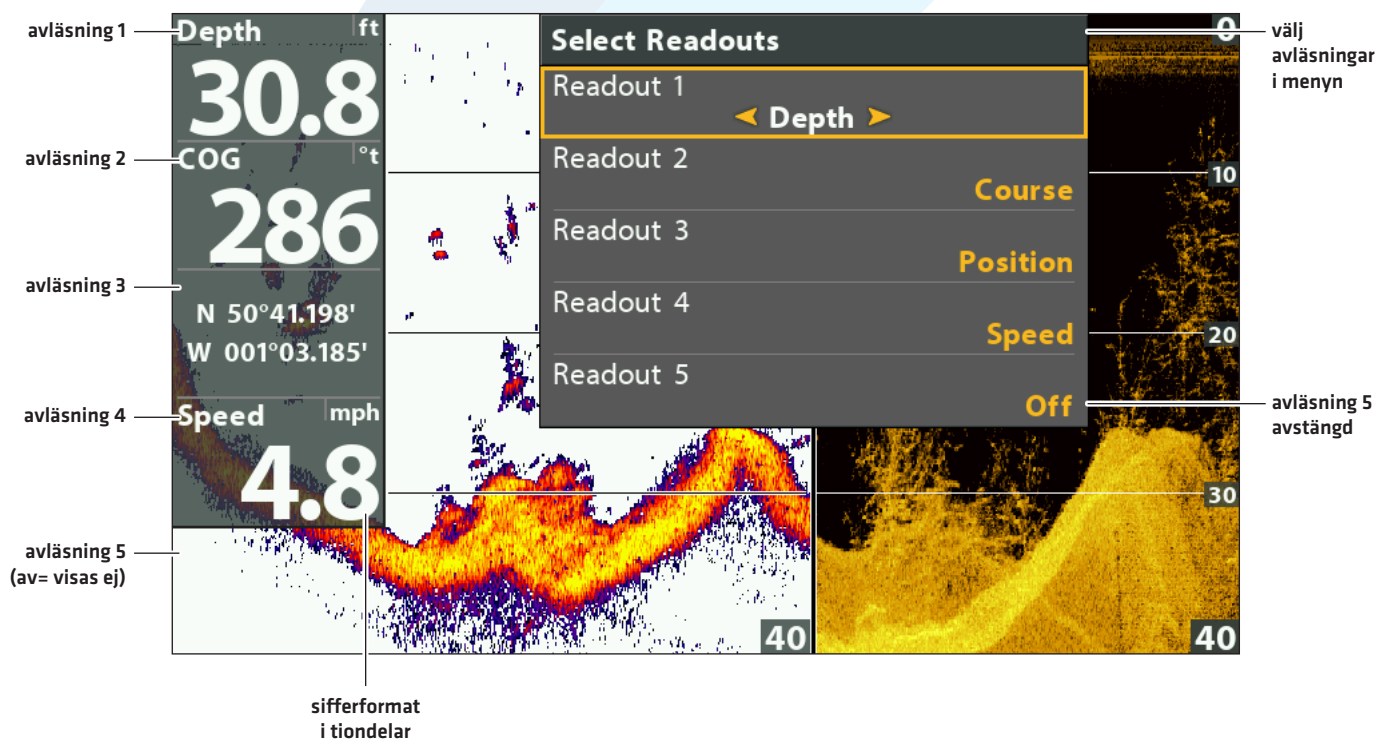 avläsning 1
Depth ft
30.8
avläsning 2
COG °t
286
avläsning 3
N 50°41.198'
W 001°03.185'
avläsning 4
Speed mph
4.8
avläsning 5
(av= visas ej)
sifferformat
i tiondelar
Select Readouts
Readout 1
Depth
Readout 2
Course
Readout 3
Position
Readout 4
Speed
Readout 5
Off
välj
avläsningar
i menyn
avläsning 5
avstängd
0
10
20
30
40
40